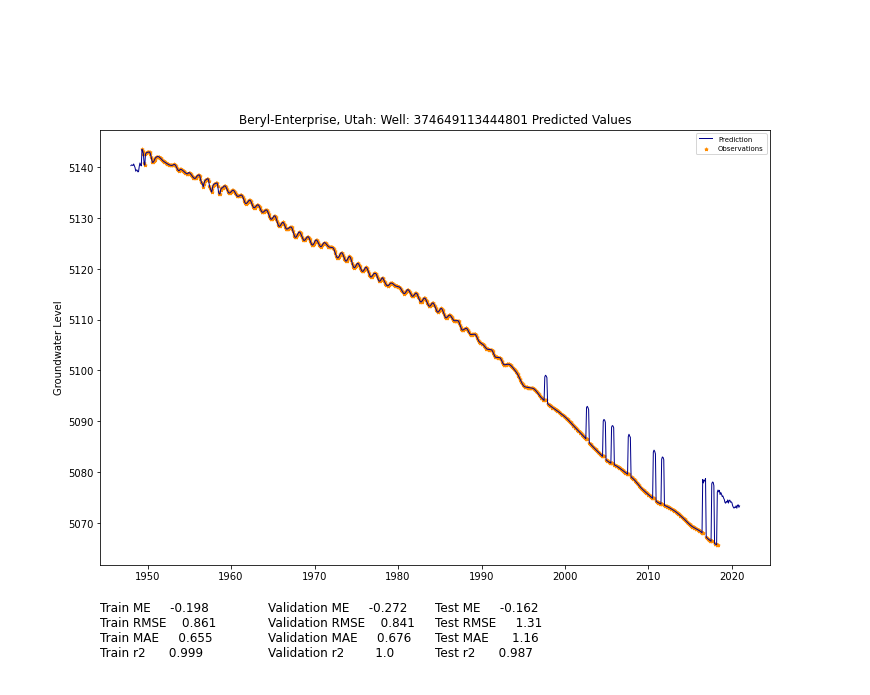 Beryl-Enterprise, Utah: Well: 374649113444801 Predicted Values
Prediction
Observations
Groundwater Level
5140
5130
5120
5110
5100
5090
5080
5070
1950 1960 1970 1980 1990 2000 2010 2020
Train ME -0.198 Validation ME -0.272 Test ME -0.162
Train RMSE 0.861 Validation RMSE 0.841 Test RMSE 1.31
Train MAE 0.655 Validation MAE 0.676 Test MAE 1.16
Train r2 0.999 Validation r2 1.0 Test r2 0.987